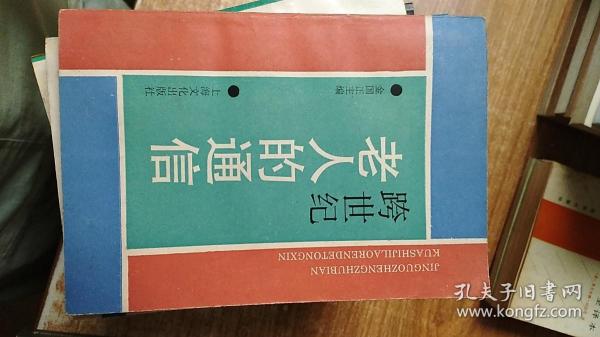 JINGUOZHENGZHUBIAN
KUASHIJILAORENDETONGXIN
跨世纪
老人的通信
金国正主编
上海文化出版社
孔夫子旧书网
www.kongfz.com